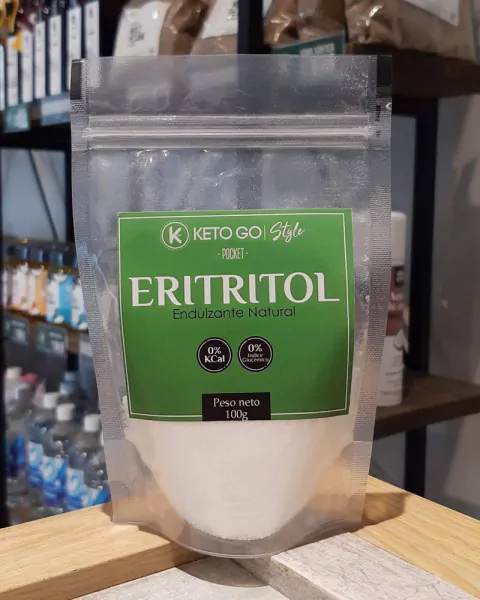 K KETO GO | Style
- POCKET -
ERITRITOL
Endulzante Natural
0%
KCal
0%
Índice
Glucémico
Peso neto
100g